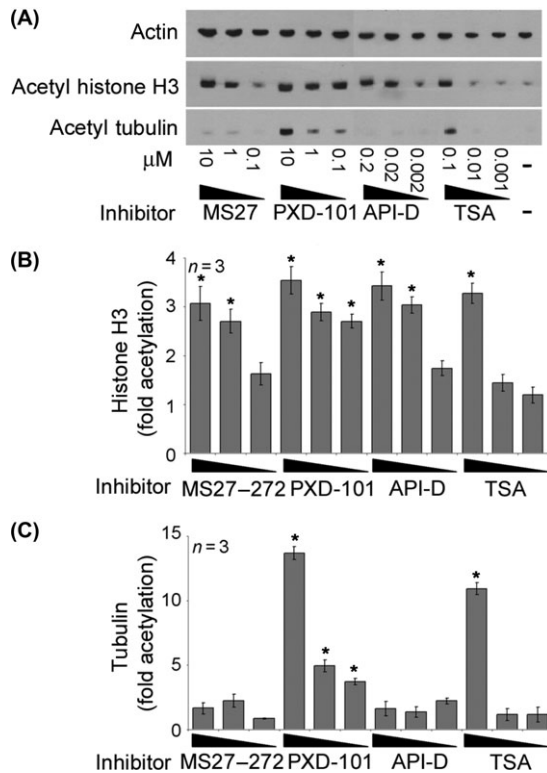 (A)
Actin
Acetyl histone H3
Acetyl tubulin
μM 10 1 0.1 10 1 0.1 0.2 0.02 0.002 0.1 0.01 0.001 -
Inhibitor MS27 PXD-101 API-D TSA -
(B)
n = 3
* * * * * * * *
Histone H3
(fold acetylation)
4
3
2
1
0
Inhibitor MS27–272 PXD-101 API-D TSA
(C)
n = 3
* * * *
Tubulin
(fold acetylation)
15
10
5
0
Inhibitor MS27–272 PXD-101 API-D TSA